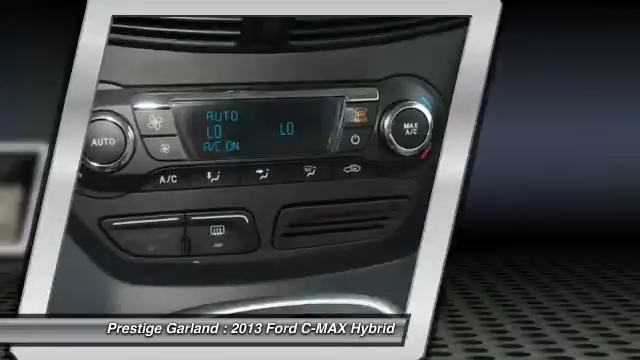 AUTO
LO LO
A/C ON
AUTO
MAX
A/C
A/C
Prestige Garland : 2013 Ford C-MAX Hybrid